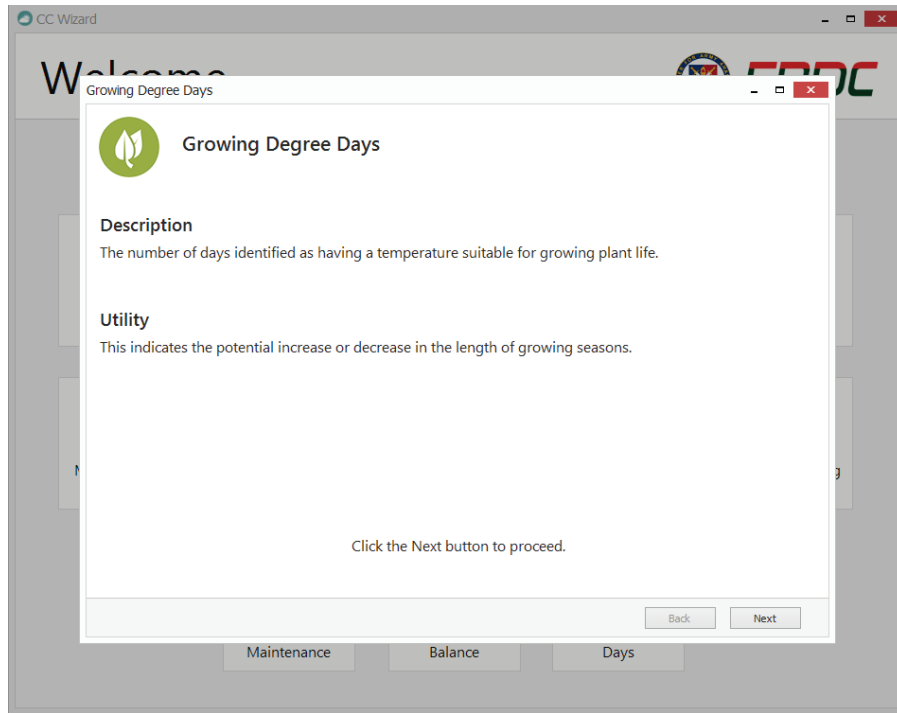 CC Wizard
Welcome
Growing Degree Days
Growing Degree Days
Description
The number of days identified as having a temperature suitable for growing plant life.
Utility
This indicates the potential increase or decrease in the length of growing seasons.
Click the Next button to proceed.
Back Next
Maintenance Balance Days